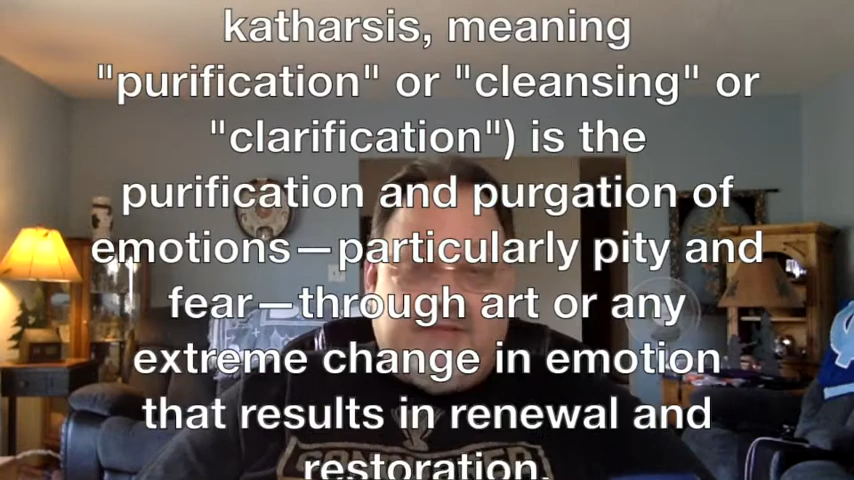 katharsis, meaning
"purification" or "cleansing" or
"clarification") is the
purification and purgation of
emotions—particularly pity and
fear—through art or any
extreme change in emotion
that results in renewal and
restoration.